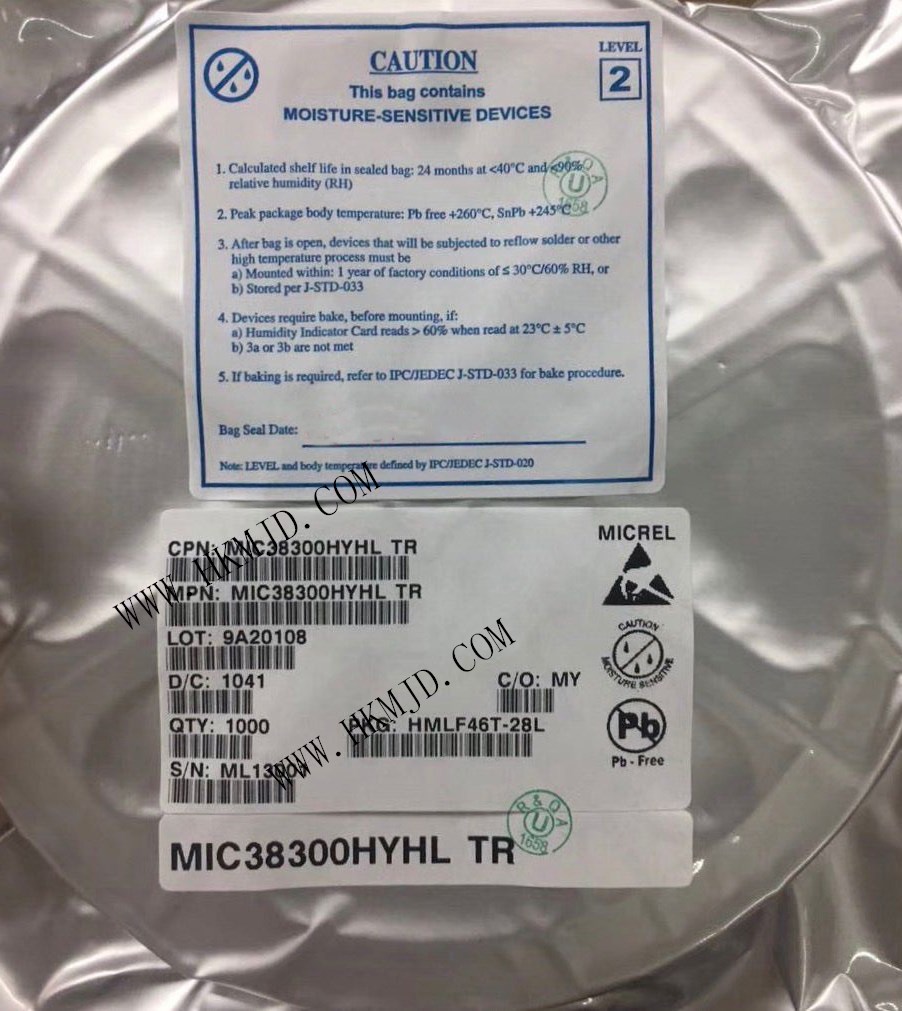 CAUTION
This bag contains
MOISTURE-SENSITIVE DEVICES
LEVEL
2
1. Calculated shelf life in sealed bag: 24 months at <40°C and <90%
relative humidity (RH)
2. Peak package body temperature: Pb free +260°C, SnPb +245°C
3. After bag is open, devices that will be subjected to reflow solder or other
high temperature process must be
a) Mounted within: 1 year of factory conditions of ≤ 30°C/60% RH, or
b) Stored per J-STD-033
4. Devices require bake, before mounting, if:
a) Humidity Indicator Card reads > 60% when read at 23°C ± 5°C
b) 3a or 3b are not met
5. If baking is required, refer to IPC/JEDEC J-STD-033 for bake procedure.
Bag Seal Date:
Note: LEVEL and body temperature defined by IPC/JEDEC J-STD-020
R & Q A
U
1658
CPN: MIC38300HYHL TR
MPN: MIC38300HYHL TR
LOT: 9A20108
D/C: 1041
C/O: MY
QTY: 1000
PKG: HMLF46T-28L
S/N:
MICREL
CAUTION
MOISTURE SENSITIVE
Pb
Pb - Free
MIC38300HYHL TR
R & Q A
U
1658
WWW.HKMJD.COM
WWW.HKMJD.COM